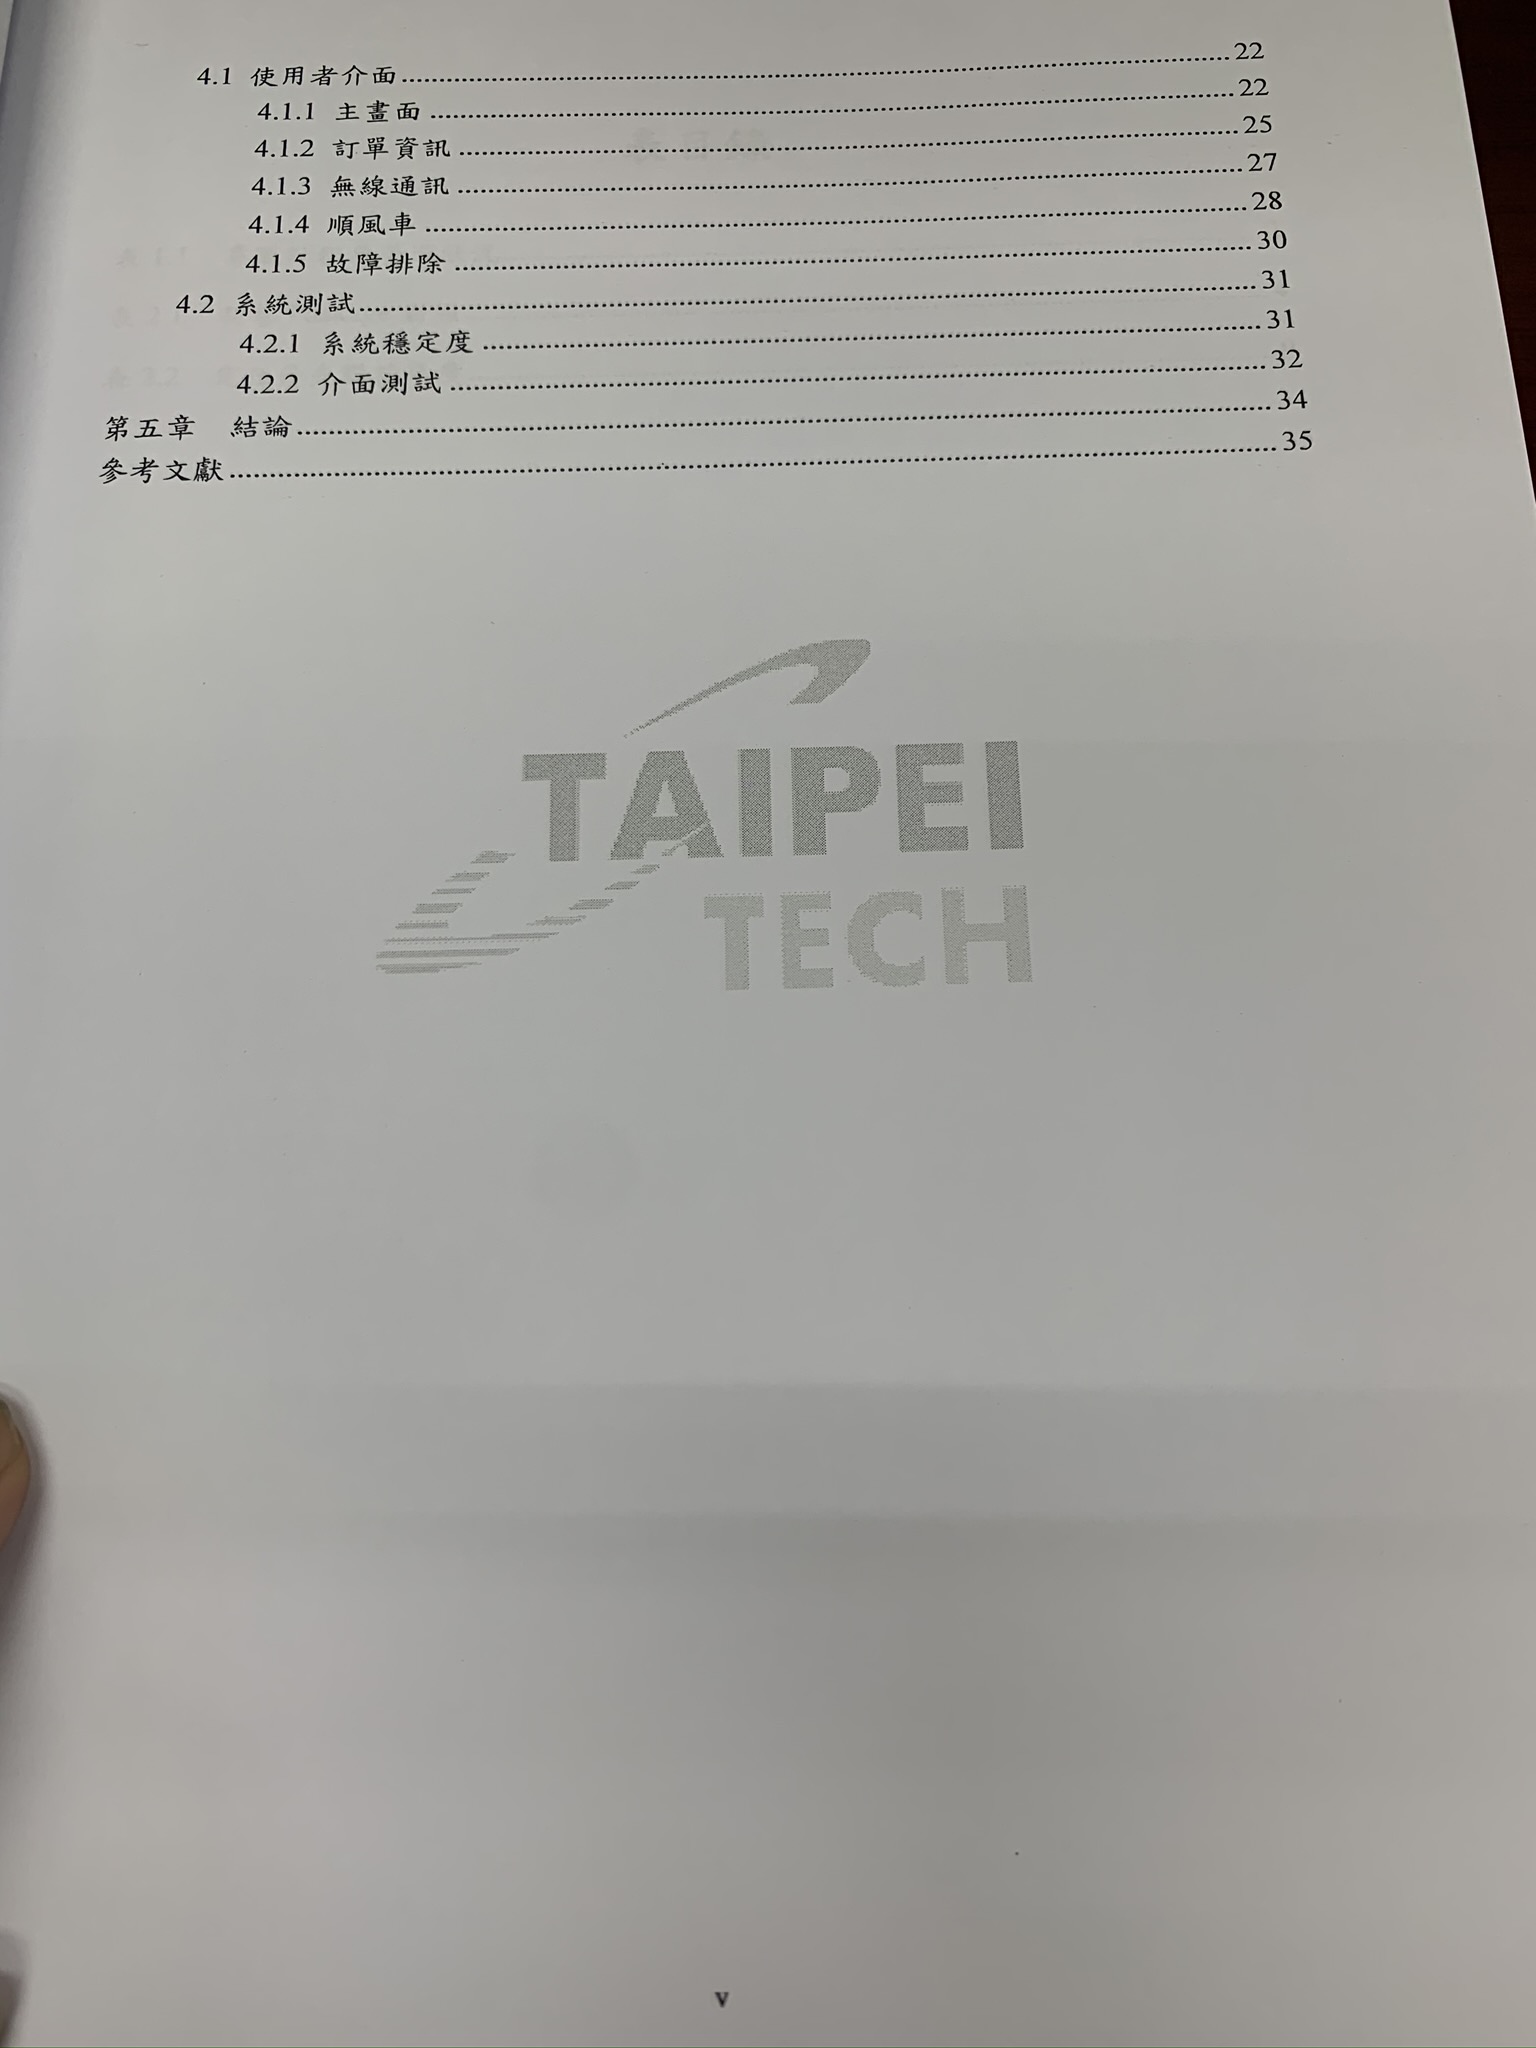 4.1 使用者介面........................22
4.1.1 主畫面........................22
4.1.2 訂單資訊........................25
4.1.3 無線通訊........................27
4.1.4 順風車........................28
4.1.5 故障排除........................30
4.2 系統測試........................31
4.2.1 系統穩定度........................31
4.2.2 介面測試........................32
第五章 結論........................34
參考文獻........................35
TAIPEI
TECH
v